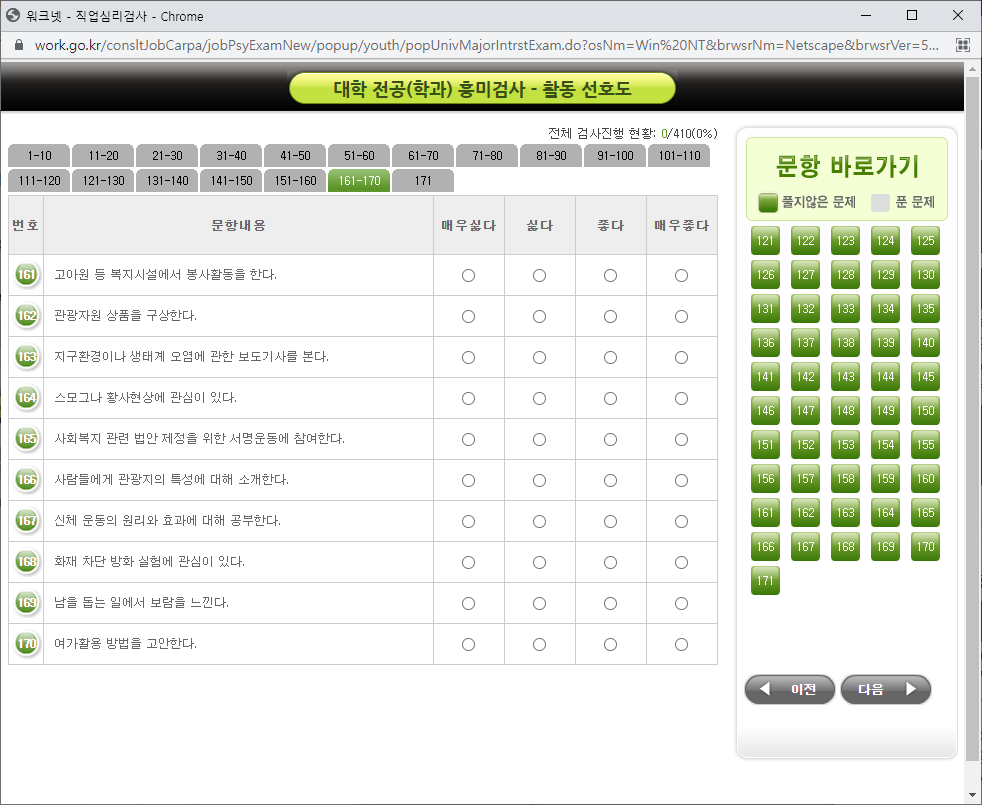 워크넷 - 직업심리검사 - Chrome
work.go.kr/consltJobCarpa/jobPsyExamNew/popup/youth/popUnivMajorIntrstExam.do?osNm=Win%20NT&brwsrNm=Netscape&brwsrVer=5...
대학 전공(학과) 흥미검사 - 활동 선호도
전체 검사진행 현황: 0/410(0%)
1-10 11-20 21-30 31-40 41-50 51-60 61-70 71-80 81-90 91-100 101-110
111-120 121-130 131-140 141-150 151-160 161-170 171
번호 문항내용 매우싫다 싫다 좋다 매우좋다
161 고아원 등 복지시설에서 봉사활동을 한다.
162 관광자원 상품을 구상한다.
163 지구환경이나 생태계 오염에 관한 보도기사를 본다.
164 스모그나 황사현상에 관심이 있다.
165 사회복지 관련 법안 제정을 위한 서명운동에 참여한다.
166 사람들에게 관광지의 특성에 대해 소개한다.
167 신체 운동의 원리와 효과에 대해 공부한다.
168 화재 차단 방화 실험에 관심이 있다.
169 남을 돕는 일에서 보람을 느낀다.
170 여가활용 방법을 고안한다.
문항 바로가기
풀지않은 문제 푼 문제
121 122 123 124 125
126 127 128 129 130
131 132 133 134 135
136 137 138 139 140
141 142 143 144 145
146 147 148 149 150
151 152 153 154 155
156 157 158 159 160
161 162 163 164 165
166 167 168 169 170
171
이전 다음